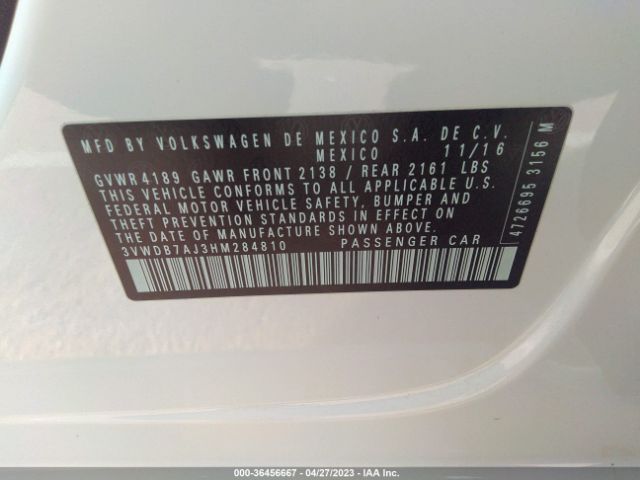 MFD BY VOLKSWAGEN DE MEXICO S.A. DE C.V.
MEXICO 11/16
GVWR4189 GAWR FRONT 2138 / REAR 2161 LBS
THIS VEHICLE CONFORMS TO ALL APPLICABLE U.S.
FEDERAL MOTOR VEHICLE SAFETY, BUMPER AND
THEFT PREVENTION STANDARDS IN EFFECT ON
THE DATE OF MANUFACTURE SHOWN ABOVE.
3VWDB7AJ3HM284810 PASSENGER CAR
4726695 3156 M
000-36456667 - 04/27/2023 - IAA Inc.